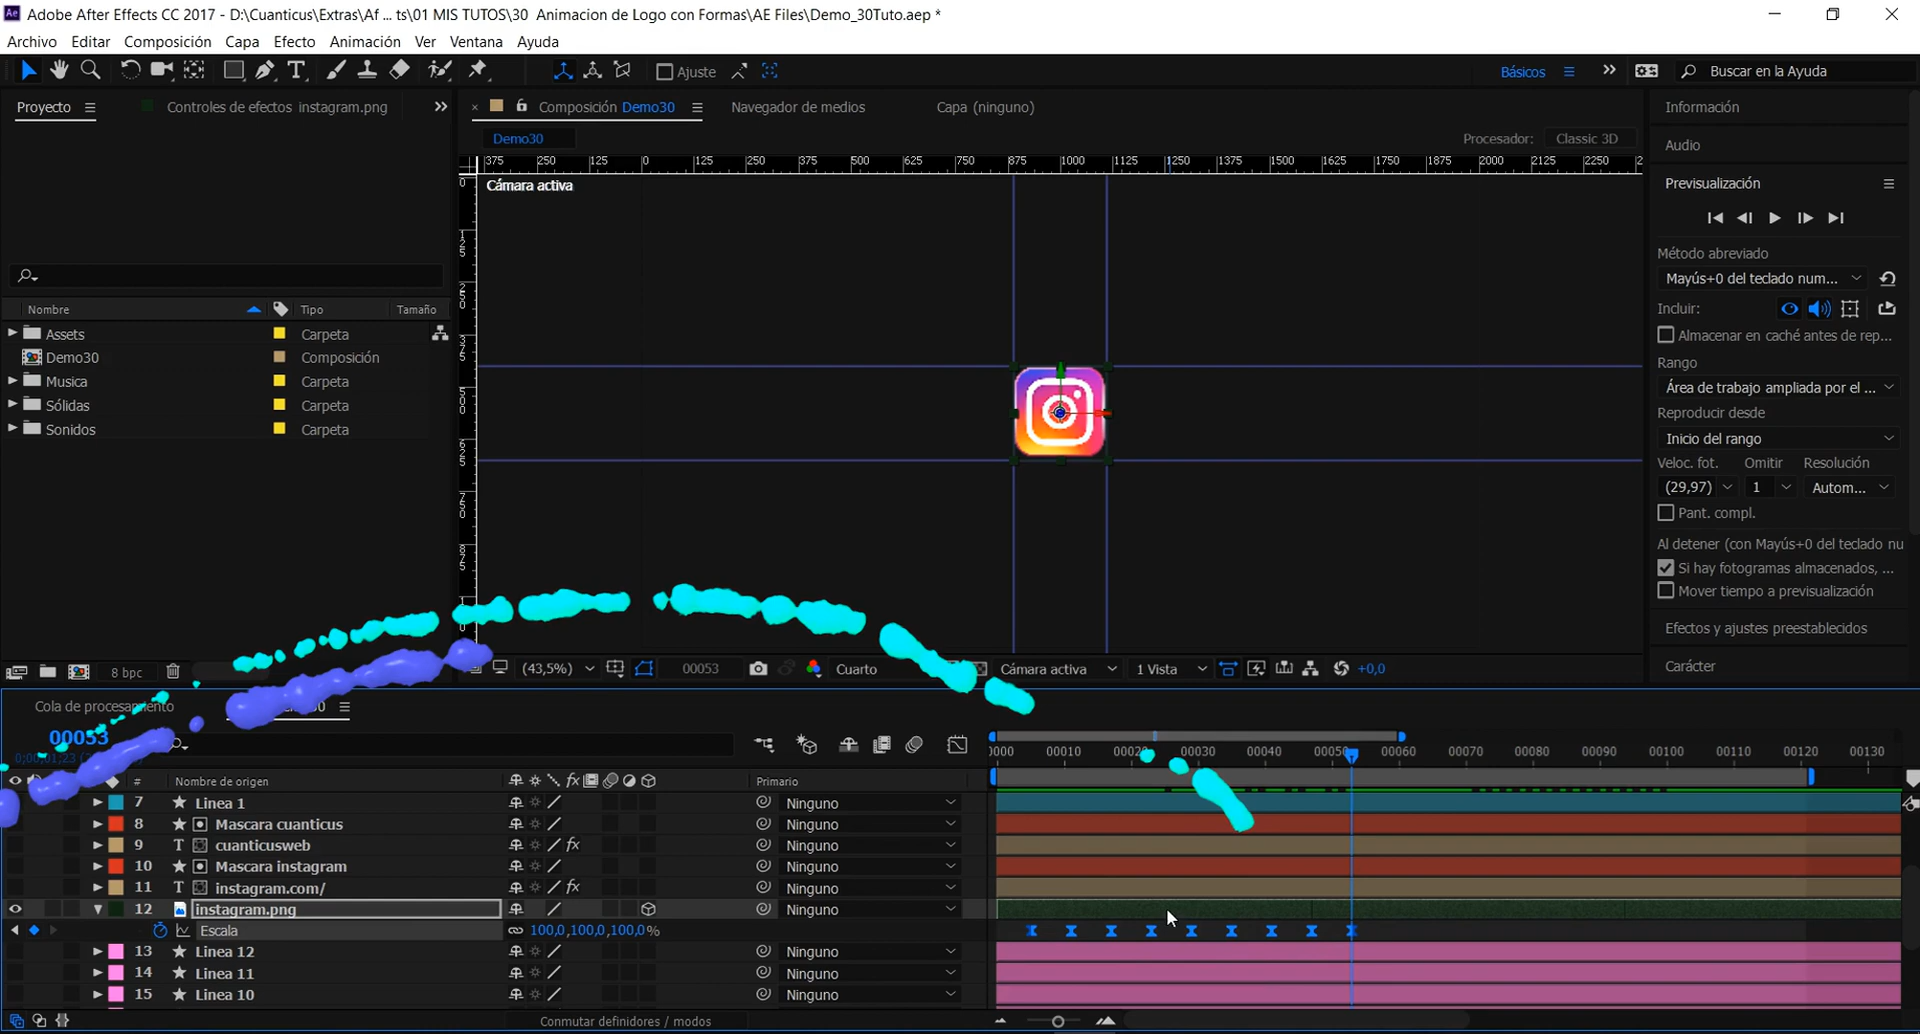 Adobe After Effects CC 2017 - D:\Cuanticus\Extras\Af ... ts\01 MIS TUTOS\30 Animacion de Logo con Formas\AE Files\Demo_30Tuto.aep *
Archivo Editar Composición Capa Efecto Animación Ver Ventana Ayuda
Ajuste Básicos Buscar en la Ayuda
Proyecto Controles de efectos instagram.png
Composición Demo30 Navegador de medios Capa (ninguno)
Demo30 Procesador: Classic 3D
375 250 125 0 125 250 375 500 625 750 875 1000 1125 1250 1375 1500 1625 1750 1875 2000 2125 2250
Cámara activa
Nombre Tipo Tamaño
Assets Carpeta
Demo30 Composición
Musica Carpeta
Sólidas Carpeta
Sonidos Carpeta
8 bpc
(43,5%) 00053 Cuarto Cámara activa 1 Vista +0,0
Información
Audio
Previsualización
Método abreviado
Mayús+0 del teclado num...
Incluir:
Almacenar en caché antes de rep...
Rango
Área de trabajo ampliada por el ...
Reproducir desde
Inicio del rango
Veloc. fot. Omitir Resolución
(29,97) 1 Autom...
Pant. compl.
Al detener (con Mayús+0 del teclado nu
Si hay fotogramas almacenados, ...
Mover tiempo a previsualización
Efectos y ajustes preestablecidos
Carácter
Cola de procesamiento
00053
0000 00010 00020 00030 00040 00050 00060 00070 00080 00090 00100 00110 00120 00130
# Nombre de origen fx Primario
7 Linea 1 Ninguno
8 Mascara cuanticus Ninguno
9 T cuanticusweb fx Ninguno
10 Mascara instagram Ninguno
11 T instagram.com/ fx Ninguno
12 instagram.png Ninguno
Escala 100,0,100,0,100,0%
13 Linea 12 Ninguno
14 Linea 11 Ninguno
15 Linea 10 Ninguno
Conmutar definidores / modos